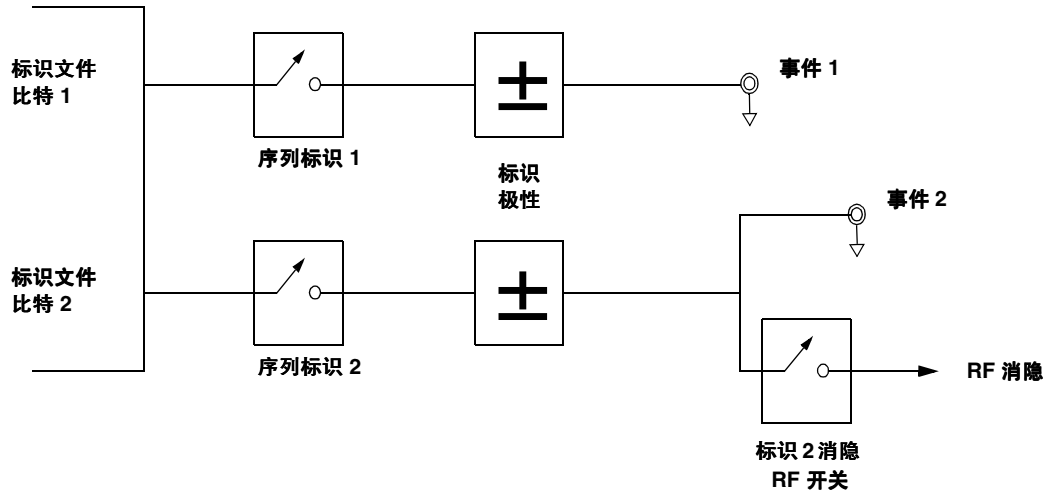 标识文件
比特 1
序列标识 1
标识
极性
事件 1
标识文件
比特 2
序列标识 2
事件 2
RF 消隐
标识 2 消隐
RF 开关